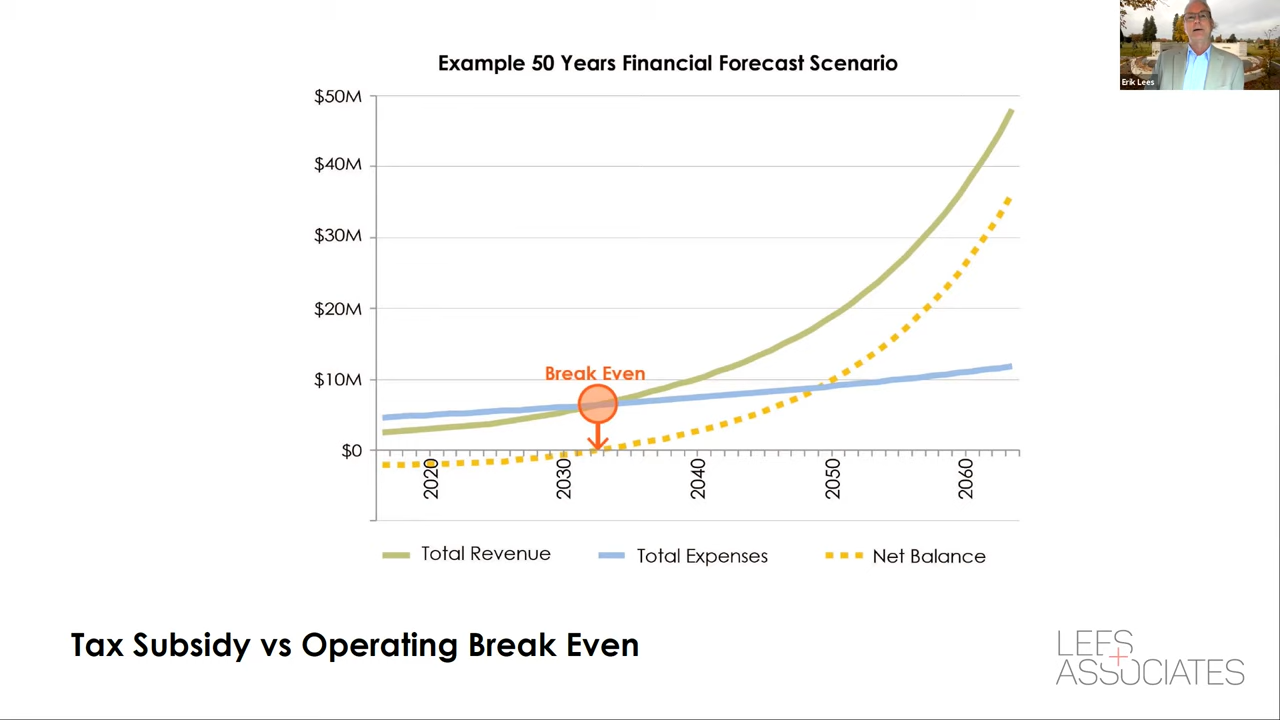 Example 50 Years Financial Forecast Scenario
Erik Lees
$50M
$40M
$30M
$20M
$10M
$0
Break Even
2020
2030
2040
2050
2060
Total Revenue
Total Expenses
Net Balance
Tax Subsidy vs Operating Break Even
LEES
+
ASSOCIATES